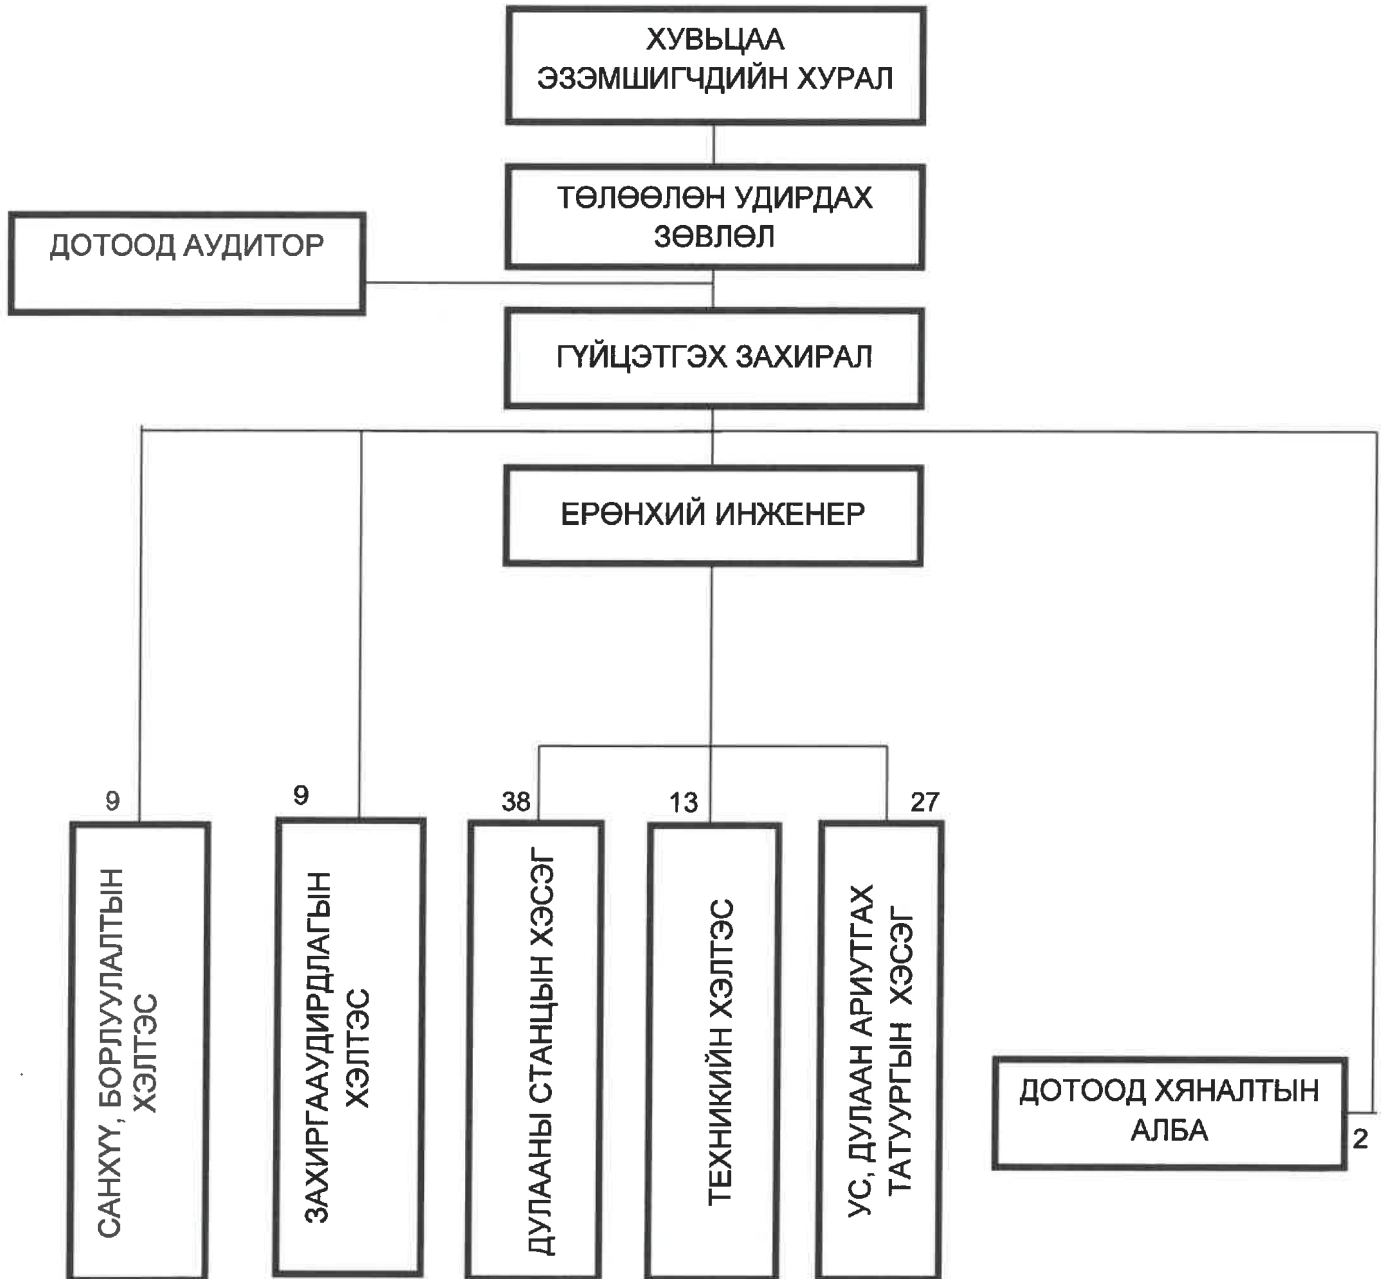 ХУВЬЦАА
ЭЗЭМШИГЧДИЙН ХУРАЛ
ТӨЛӨӨЛӨН УДИРДАХ
ЗӨВЛӨЛ
ДОТООД АУДИТОР
ГҮЙЦЭТГЭХ ЗАХИРАЛ
ЕРӨНХИЙ ИНЖЕНЕР
9
САНХҮҮ, БОРЛУУЛАЛТЫН
ХЭЛТЭС
9
ЗАХИРГААУДИРДЛАГЫН
ХЭЛТЭС
38
ДУЛААНЫ СТАНЦЫН ХЭСЭГ
13
ТЕХНИКИЙН ХЭЛТЭС
27
УС, ДУЛААН АРИУТГАХ
ТАТУУРГЫН ХЭСЭГ
ДОТООД ХЯНАЛТЫН
АЛБА
2